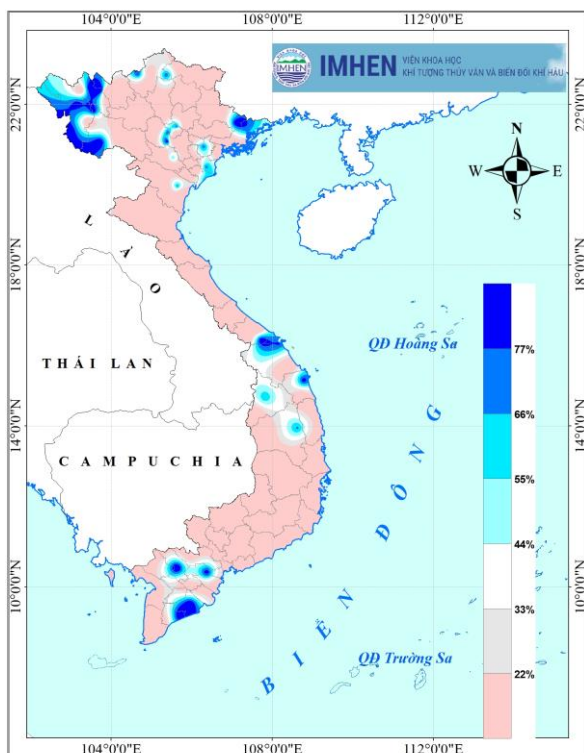 104°0'0"E
108°0'0"E
112°0'0"E
IMHEN
IMHEN
VIỆN KHOA HỌC
KHÍ TƯỢNG THỦY VĂN VÀ BIẾN ĐỔI KHÍ HẬU
22°0'0"N
22°0'0"N
N
W
E
S
LÀO
18°0'0"N
18°0'0"N
QĐ Hoàng Sa
THÁI LAN
77%
66%
14°0'0"N
14°0'0"N
CAMPUCHIA
55%
44%
BIỂN ĐÔNG
10°0'0"N
10°0'0"N
33%
QĐ Trường Sa
22%
104°0'0"E
108°0'0"E
112°0'0"E